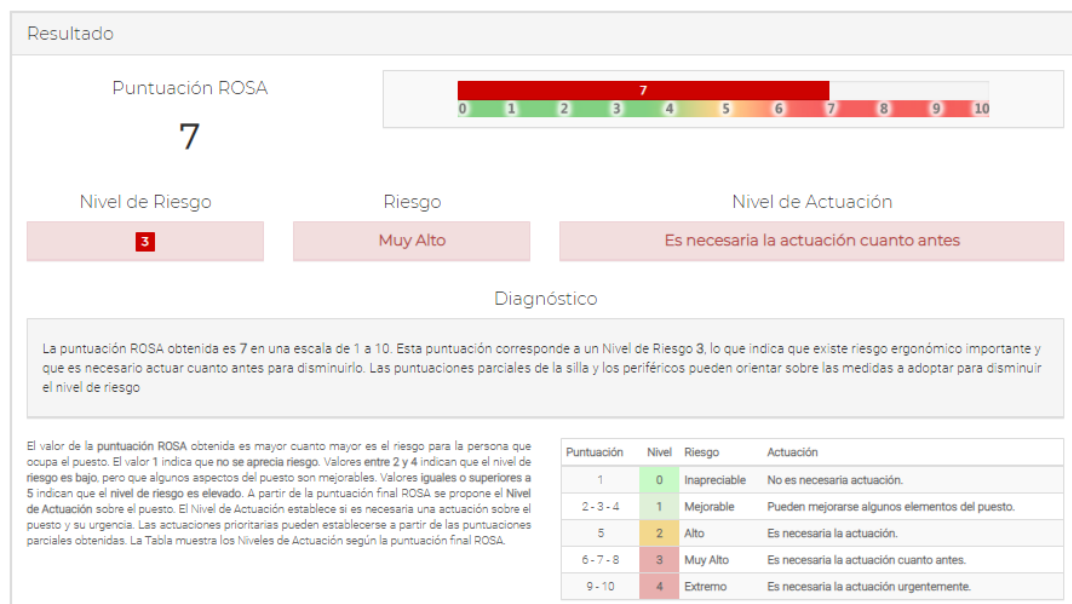 Resultado
Puntuación ROSA
7
7
0 1 2 3 4 5 6 7 8 9 10
Nivel de Riesgo
Riesgo
Nivel de Actuación
3
Muy Alto
Es necesaria la actuación cuanto antes
Diagnóstico
La puntuación ROSA obtenida es 7 en una escala de 1 a 10. Esta puntuación corresponde a un Nivel de Riesgo 3, lo que indica que existe riesgo ergonómico importante y
que es necesario actuar cuanto antes para disminuirlo. Las puntuaciones parciales de la silla y los periféricos pueden orientar sobre las medidas a adoptar para disminuir
el nivel de riesgo
El valor de la puntuación ROSA obtenida es mayor cuanto mayor es el riesgo para la persona que
ocupa el puesto. El valor 1 indica que no se aprecia riesgo. Valores entre 2 y 4 indican que el nivel de
riesgo es bajo, pero que algunos aspectos del puesto son mejorables. Valores iguales o superiores a
5 indican que el nivel de riesgo es elevado. A partir de la puntuación final ROSA se propone el Nivel
de Actuación sobre el puesto. El Nivel de Actuación establece si es necesaria una actuación sobre el
puesto y su urgencia. Las actuaciones prioritarias pueden establecerse a partir de las puntuaciones
parciales obtenidas. La Tabla muestra los Niveles de Actuación según la puntuación final ROSA.
Puntuación Nivel Riesgo Actuación
1 0 Inapreciable No es necesaria actuación.
2 - 3 - 4 1 Mejorable Pueden mejorarse algunos elementos del puesto.
5 2 Alto Es necesaria la actuación.
6 - 7 - 8 3 Muy Alto Es necesaria la actuación cuanto antes.
9 - 10 4 Extremo Es necesaria la actuación urgentemente.